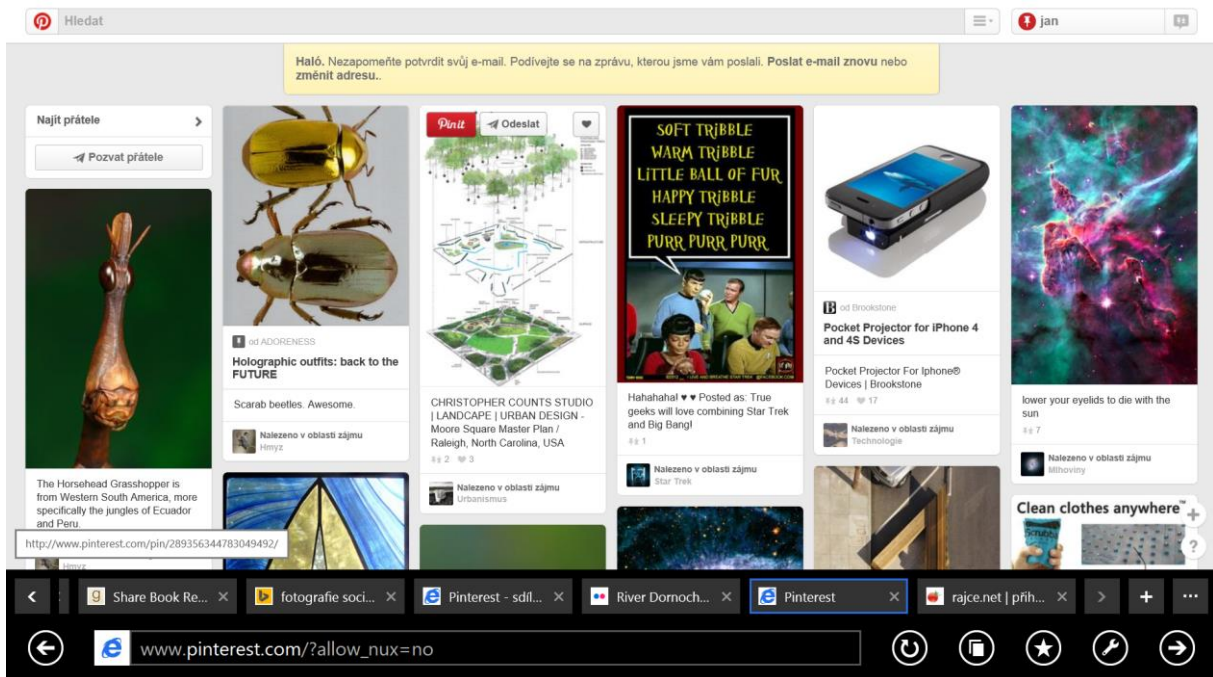 Hledat
jan
Haló. Nezapomeňte potvrdit svůj e-mail. Podívejte se na zprávu, kterou jsme vám poslali. Poslat e-mail znovu nebo
změnit adresu..
Najít přátele
Pozvat přátele
The Horsehead Grasshopper is
from Western South America, more
specifically the jungles of Ecuador
and Peru.
Hmyz
od ADORENESS
Holographic outfits: back to the
FUTURE
Scarab beetles. Awesome.
Nalezeno v oblasti zájmu
Hmyz
Pinit
Odeslat
CHRISTOPHER COUNTS STUDIO
| LANDSCAPE | URBAN DESIGN -
Moore Square Master Plan /
Raleigh, North Carolina, USA
2 3
Nalezeno v oblasti zájmu
Urbanismus
SOFT TRiBBLE
WARM TRiBBLE
LiTTLE BALL OF FUR
HAPPY TRiBBLE
SLEEPY TRiBBLE
PURR PURR PURR
Hahahaha! ♥ ♥ Posted as: True
geeks will love combining Star Trek
and Big Bang!
1
Nalezeno v oblasti zájmu
Star Trek
od Brookstone
Pocket Projector for iPhone 4
and 4S Devices
Pocket Projector For Iphone®
Devices | Brookstone
44 17
Nalezeno v oblasti zájmu
Technologie
lower your eyelids to die with the
sun
7
Nalezeno v oblasti zájmu
Mlhoviny
Clean clothes anywhere™
Scrubba
+
?
http://www.pinterest.com/pin/289356344783049492/
Share Book Re...
fotografie soci...
Pinterest - sdíl...
River Dornoch...
Pinterest
rajce.net | přih...
www.pinterest.com/?allow_nux=no